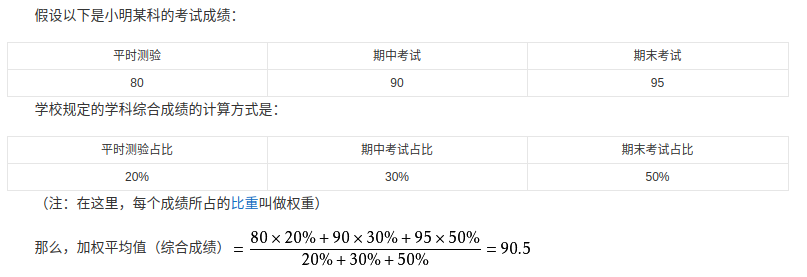 假设以下是小明某科的考试成绩：
平时测验 期中考试 期末考试
80 90 95
学校规定的学科综合成绩的计算方式是：
平时测验占比 期中考试占比 期末考试占比
20% 30% 50%
（注：在这里，每个成绩所占的比重叫做权重）
那么，加权平均值（综合成绩） = (80 × 20% + 90 × 30% + 95 × 50%) / (20% + 30% + 50%) = 90.5